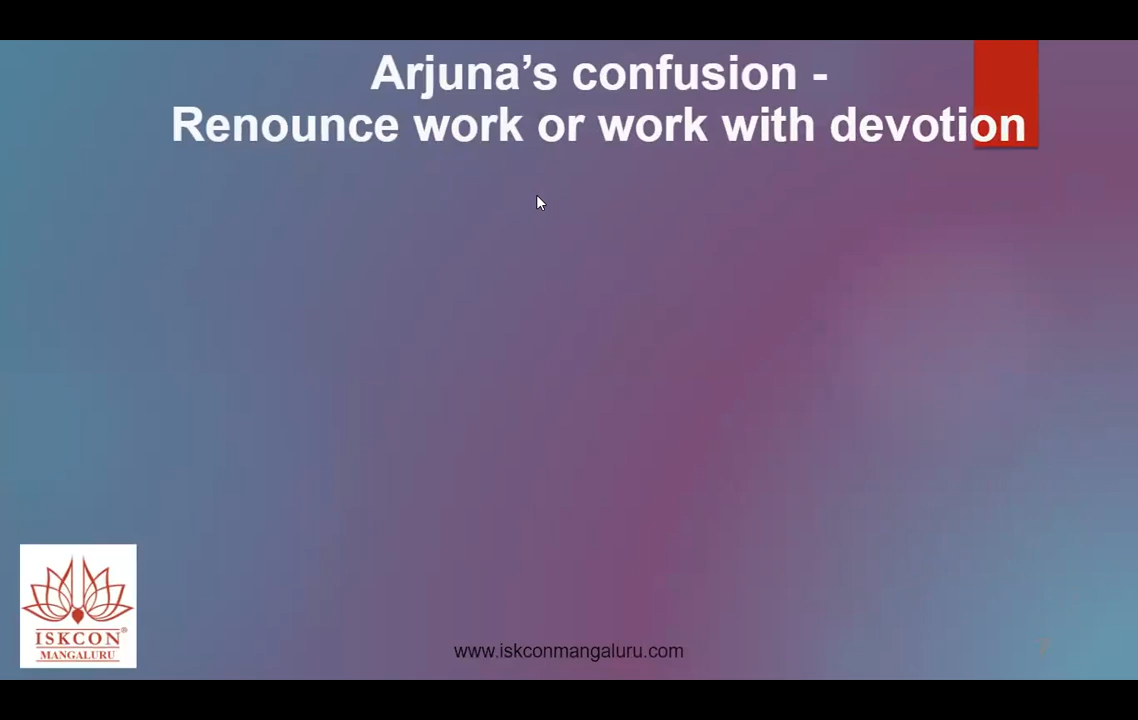 Arjuna’s confusion -
Renounce work or work with devotion
ISKCON®
MANGALURU
www.iskconmangaluru.com